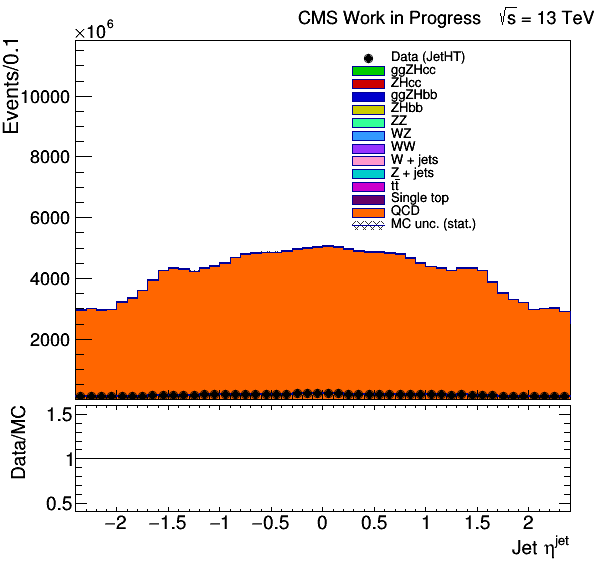 CMS Work in Progress √s = 13 TeV
×10⁶
Events/0.1
Data (JetHT)
ggZHcc
ZHcc
ggZHbb
ZHbb
ZZ
WZ
WW
W + jets
Z + jets
tt̄
Single top
QCD
MC unc. (stat.)
10000
8000
6000
4000
2000
Data/MC
1.5
1
0.5
−2 −1.5 −1 −0.5 0 0.5 1 1.5 2
Jet η^jet